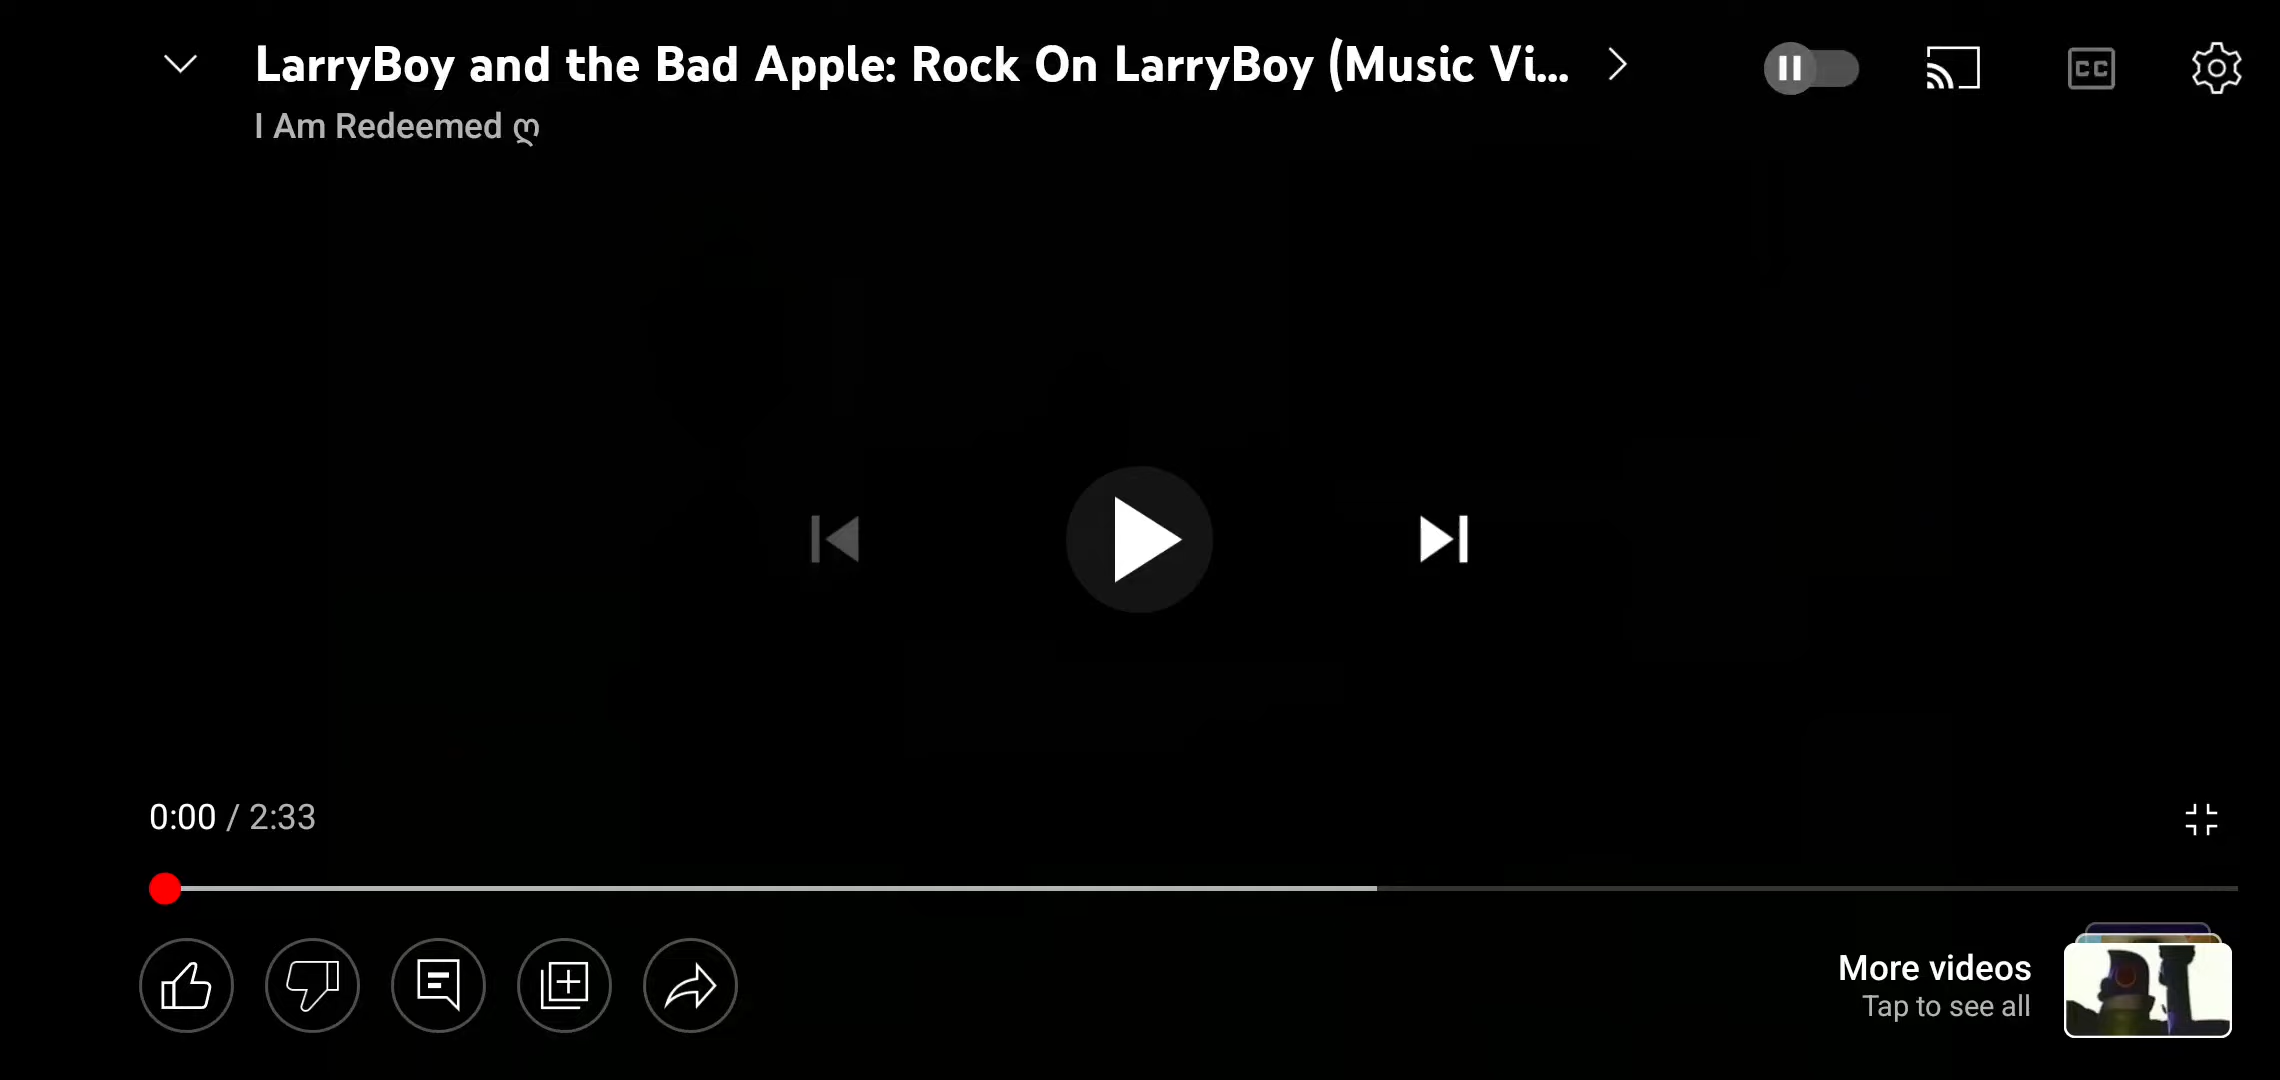 LarryBoy and the Bad Apple: Rock On LarryBoy (Music Vi...
I Am Redeemed ღ
CC
0:00 / 2:33
More videos
Tap to see all